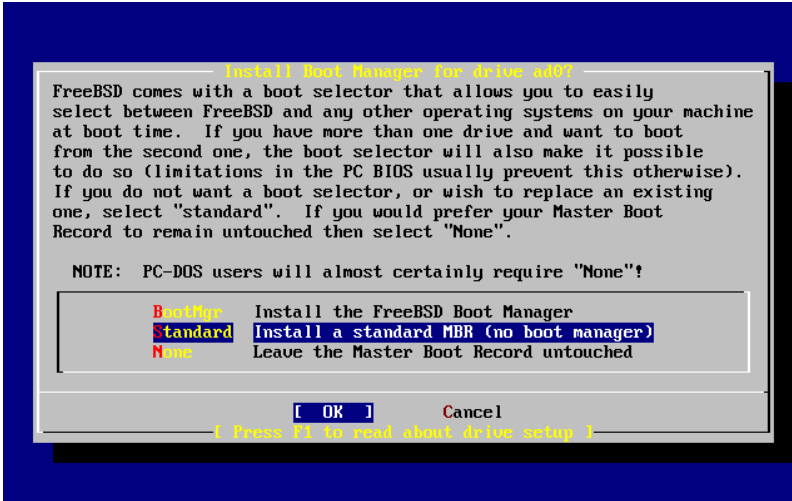 Install Boot Manager for drive ad0?
FreeBSD comes with a boot selector that allows you to easily
select between FreeBSD and any other operating systems on your machine
at boot time.  If you have more than one drive and want to boot
from the second one, the boot selector will also make it possible
to do so (limitations in the PC BIOS usually prevent this otherwise).
If you do not want a boot selector, or wish to replace an existing
one, select "standard".  If you would prefer your Master Boot
Record to remain untouched then select "None".
NOTE:  PC-DOS users will almost certainly require "None"!
BootMgr   Install the FreeBSD Boot Manager
Standard  Install a standard MBR (no boot manager)
None      Leave the Master Boot Record untouched
[  OK  ]       Cancel
[ Press F1 to read about drive setup ]